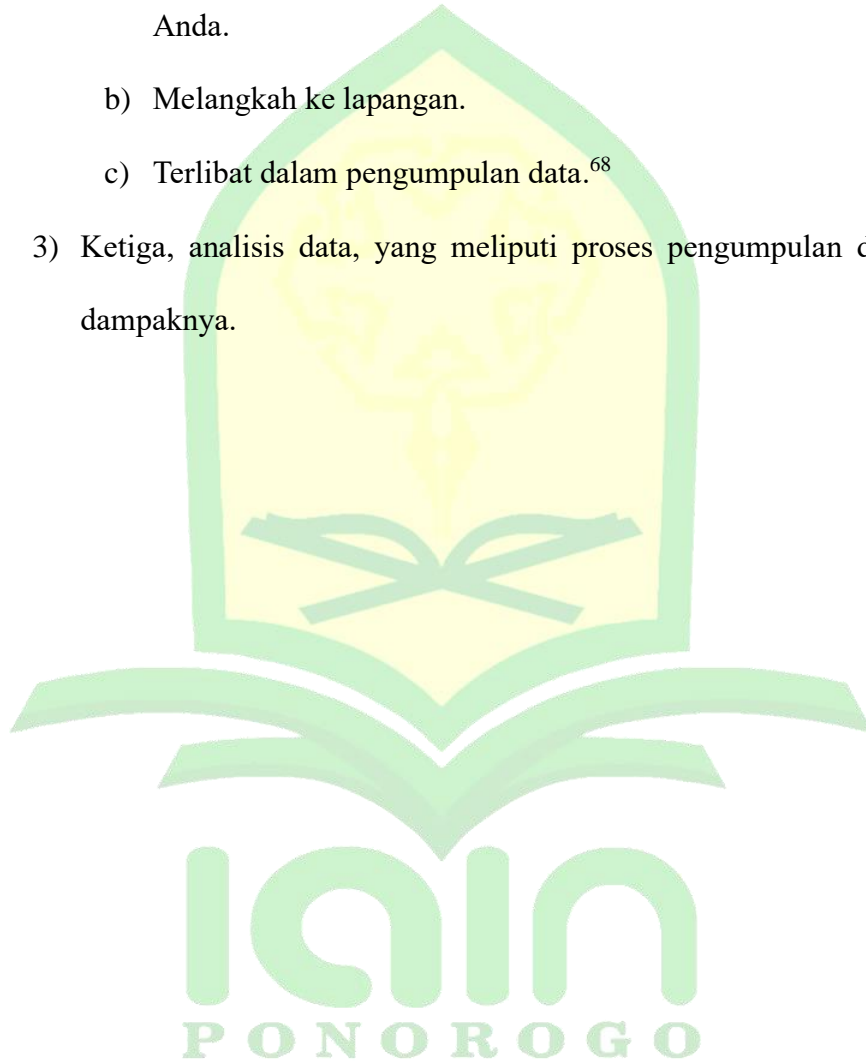 Anda.
b) Melangkah ke lapangan.
c) Terlibat dalam pengumpulan data.68
3) Ketiga, analisis data, yang meliputi proses pengumpulan
dampaknya.
iain
PONOROGO